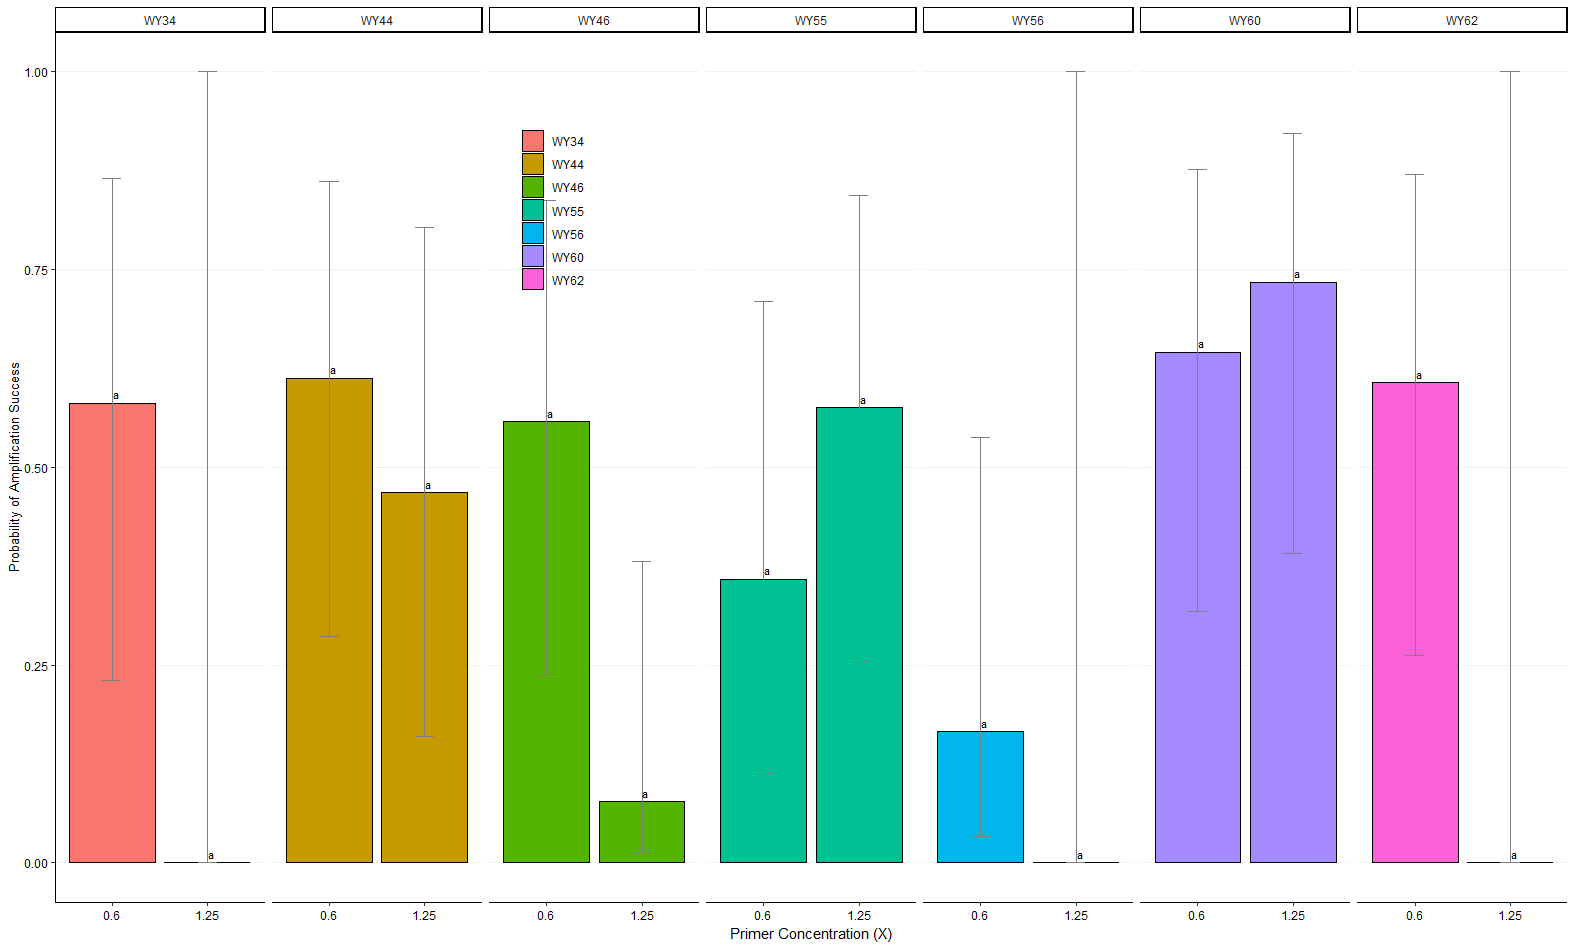 WY34 WY44 WY46 WY55 WY56 WY60 WY62
1.00
0.75
0.50
0.25
0.00
Probability of Amplification Success
WY34
WY44
WY46
WY55
WY56
WY60
WY62
a a a a a a a a a a a a a a
0.6 1.25 0.6 1.25 0.6 1.25 0.6 1.25 0.6 1.25 0.6 1.25 0.6 1.25
Primer Concentration (X)